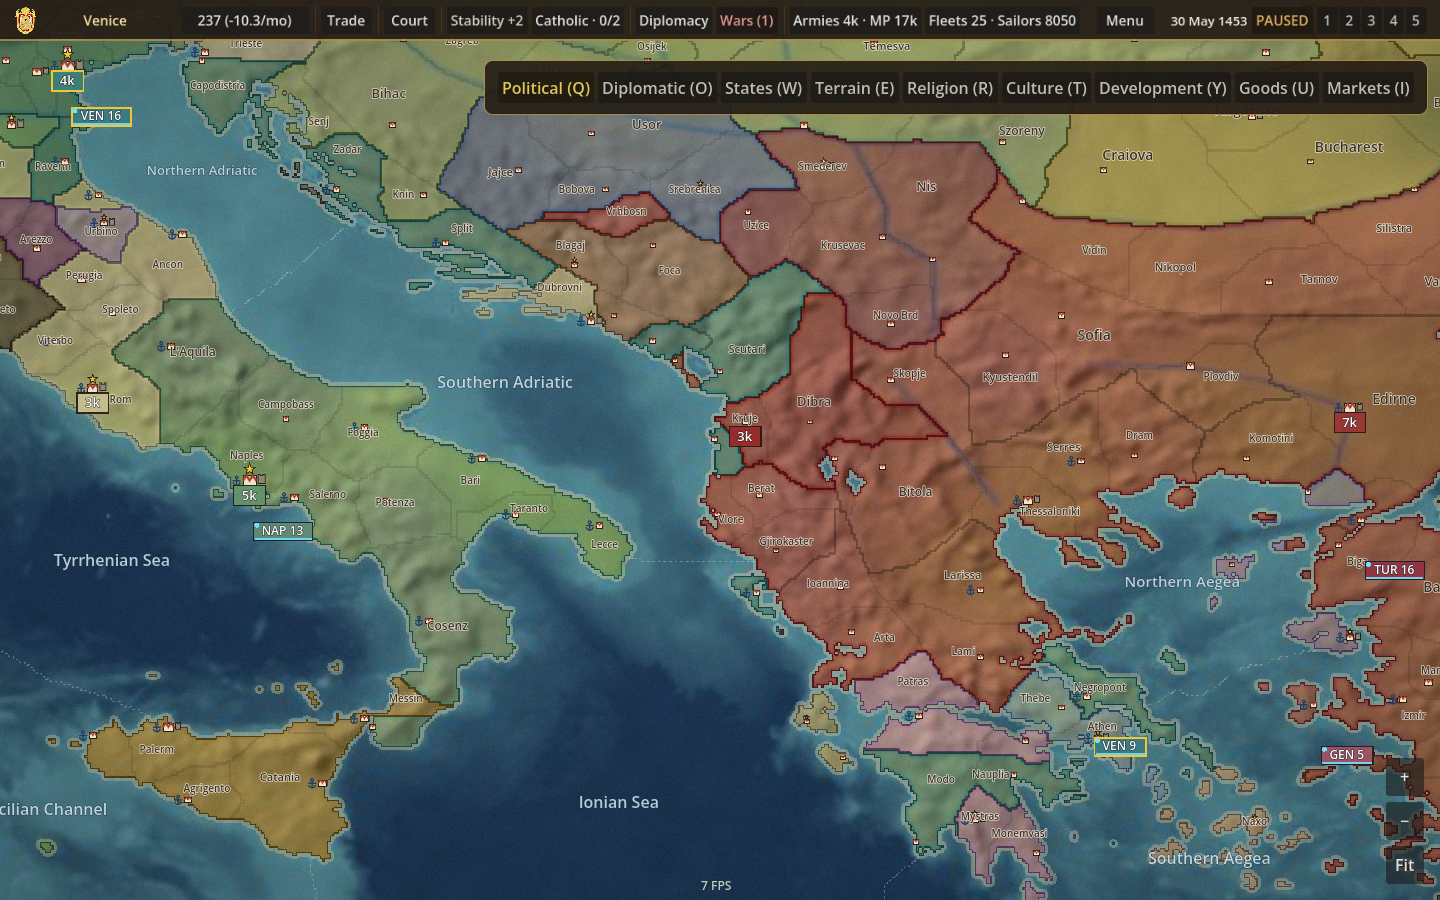 Venice 237 (-10.3/mo) Trade Court Stability +2 Catholic · 0/2 Diplomacy Wars (1) Armies 4k · MP 17k Fleets 25 · Sailors 8050 Menu 30 May 1453 PAUSED 1 2 3 4 5
Trieste
Osijek
Temesva
Political (Q) Diplomatic (O) States (W) Terrain (E) Religion (R) Culture (T) Development (Y) Goods (U) Markets (I)
4k
Capodistria
Bihac
VEN 16
Senj
Usor
Szoreny
Craiova
Bucharest
Zadar
Ravenn
Northern Adriatic
Jajce
Smederev
Nis
Knin
Bobova
Srebrenica
Vrhbosn
Uzice
Urbino
Arezzo
Split
Silistra
Blagaj
Krusevac
Vidin
Ancon
Perugia
Foca
Nikopol
Tarnov
Va
Dubrovni
Spoleto
eto
Novo Brd
Viterbo
Sofia
L'Aquila
Scutari
Skopje
Kyustendil
Plovdiv
Southern Adriatic
Rom
3k
Campobass
Dibra
Edirne
Kruje
3k
7k
Foggia
Serres
Dram
Komotini
Naples
Bari
Berat
Bitola
5k
Salerno
Potenza
Taranto
Vlore
Thessaloniki
NAP 13
Lecce
Gjirokaster
Tyrrhenian Sea
Ioannina
Larissa
Northern Aegea
Biga
TUR 16
Ba
Cosenz
Arta
Lami
Patras
Thebe
Negropont
Mar
Messin
Izmir
Palerm
Athen
VEN 9
GEN 5
Catania
Agrigento
Modo
Nauplia
+
cilian Channel
Ionian Sea
Mystras
Monemvasi
Naxo
−
Southern Aegea
Fit
7 FPS